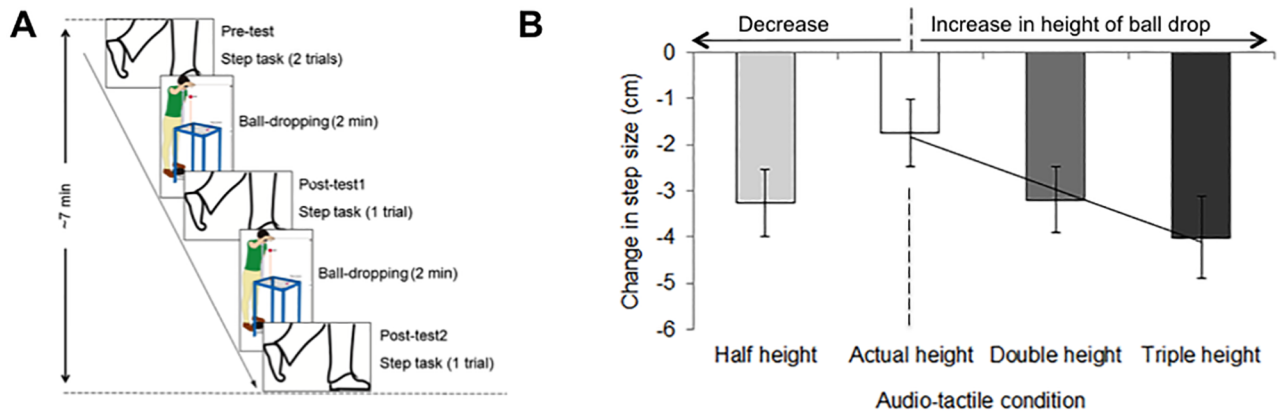 A
Pre-test
Step task (2 trials)
Ball-dropping (2 min)
Post-test1
Step task (1 trial)
~7 min
Ball-dropping (2 min)
Post-test2
Step task (1 trial)
B
Decrease
Increase in height of ball drop
Change in step size (cm)
0
-1
-2
-3
-4
-5
-6
Half height
Actual height
Double height
Triple height
Audio-tactile condition